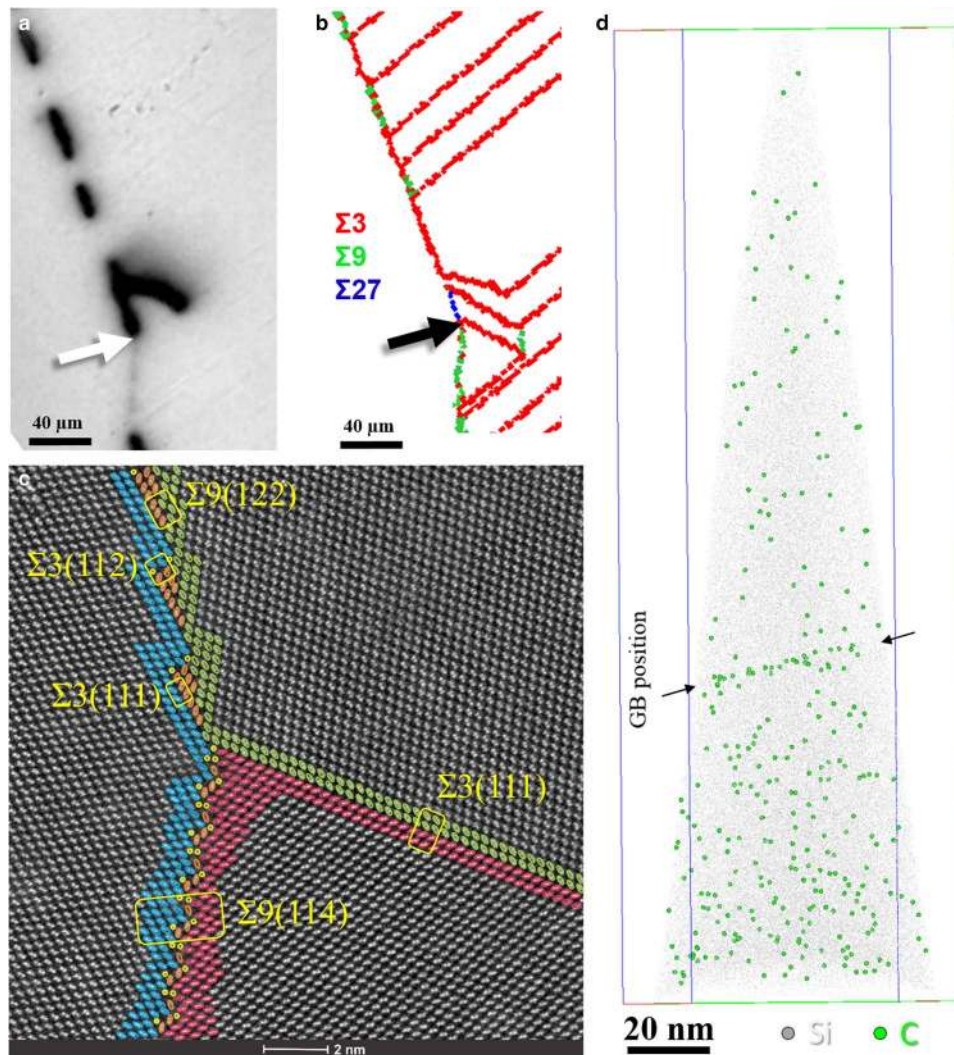 a
40 µm
b
Σ3
Σ9
Σ27
40 µm
c
Σ9(122)
Σ3(112)
Σ3(111)
Σ3(111)
Σ9(114)
2 nm
d
GB position
20 nm
Si
C